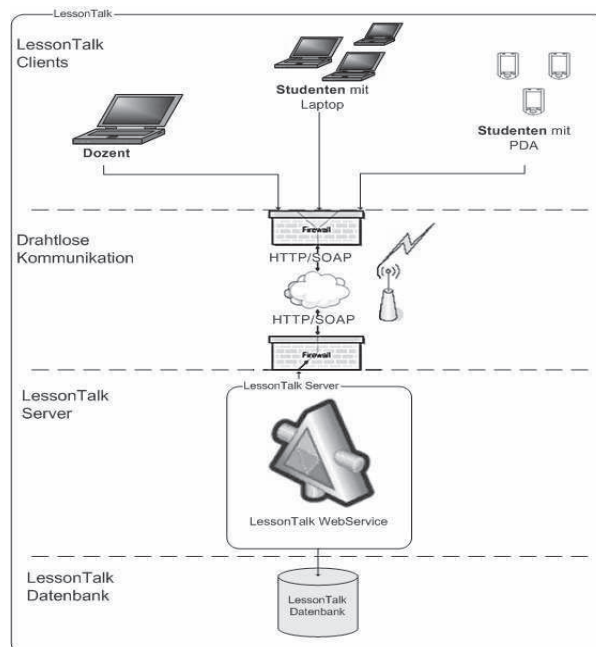 LessonTalk
LessonTalk
Clients
Studenten mit
Laptop
Dozent
Studenten mit
PDA
Drahtlose
Kommunikation
Firewall
HTTP/SOAP
HTTP/SOAP
Firewall
LessonTalk
Server
LessonTalk Server
LessonTalk WebService
LessonTalk
Datenbank
LessonTalk
Datenbank